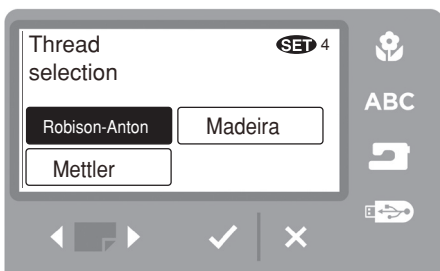 Thread
selection
SET 4
Robison-Anton
Madeira
Mettler
ABC